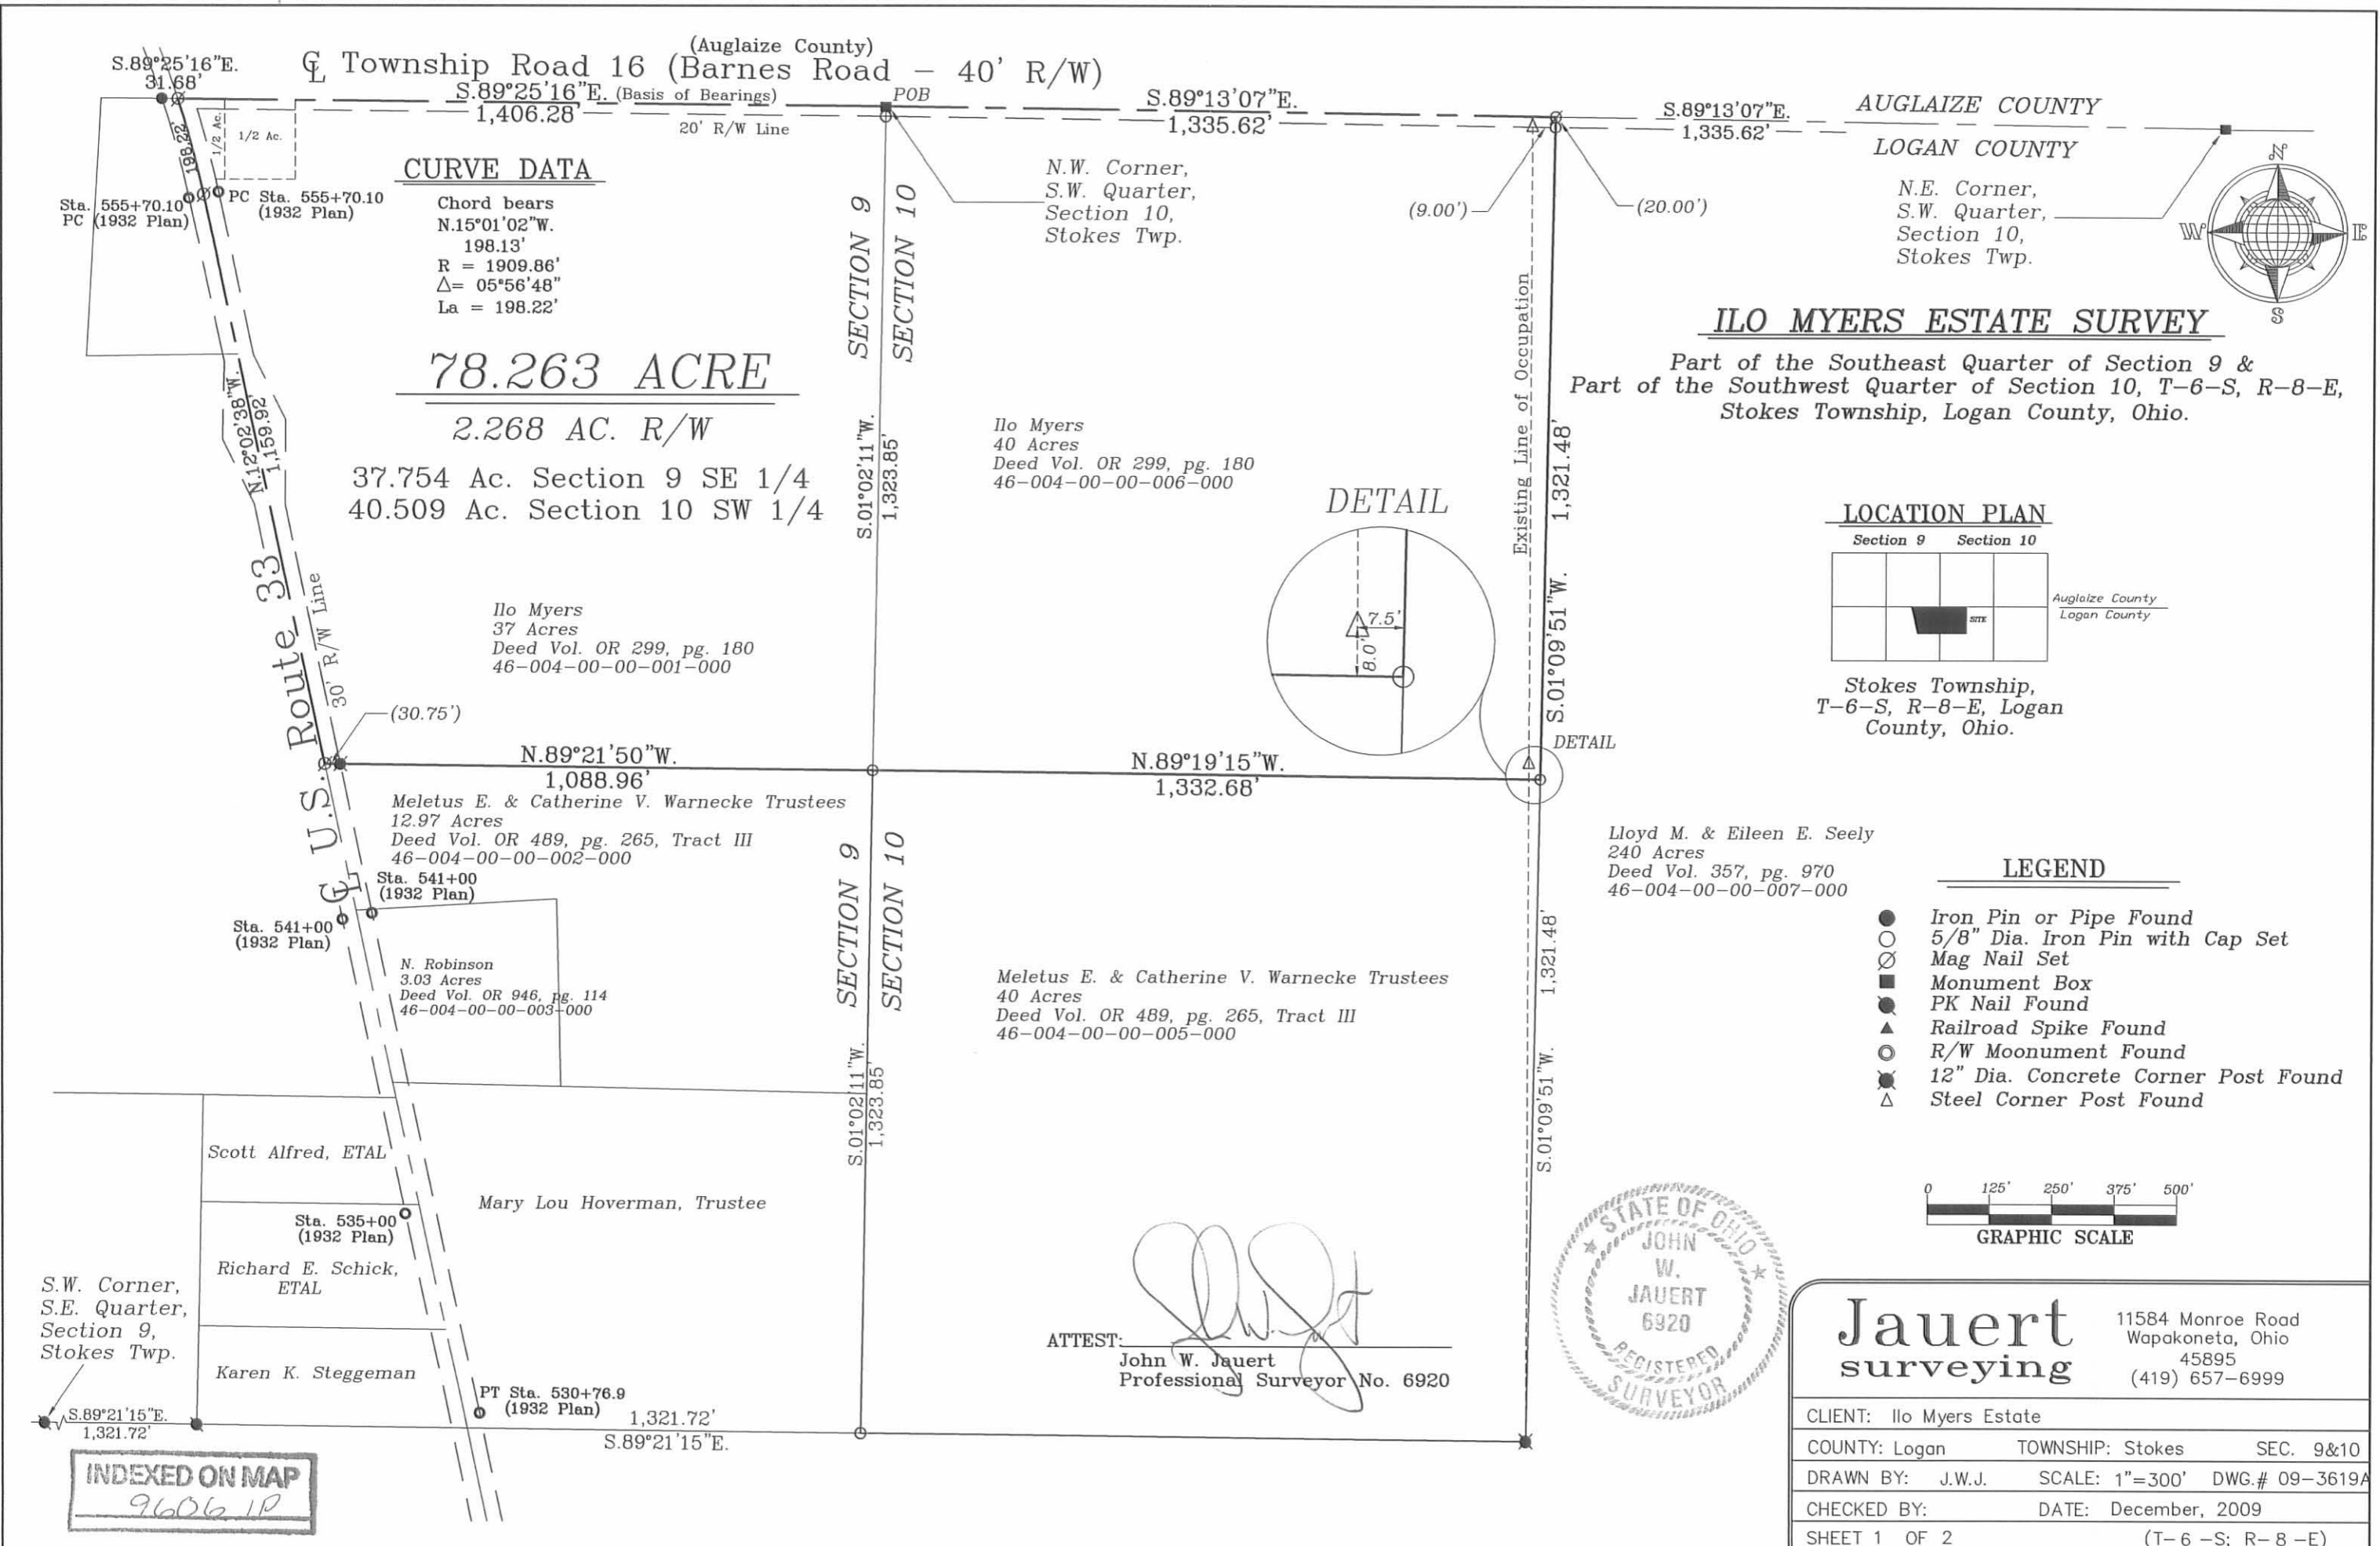 (Auglaize County)
℄ Township Road 16 (Barnes Road - 40' R/W)
S.89°25'16"E.
31.68'
S.89°25'16"E. (Basis of Bearings)
1,406.28'
20' R/W Line
POB
S.89°13'07"E.
1,335.62'
S.89°13'07"E.
1,335.62'
AUGLAIZE COUNTY
LOGAN COUNTY
198.22'
1/2 Ac.
1/2 Ac.
Sta. 555+70.10
PC (1932 Plan)
PC Sta. 555+70.10
(1932 Plan)
CURVE DATA
Chord bears
N.15°01'02"W.
198.13'
R = 1909.86'
△= 05°56'48"
La = 198.22'
SECTION 9
SECTION 10
N.W. Corner,
S.W. Quarter,
Section 10,
Stokes Twp.
(9.00')
(20.00')
N.E. Corner,
S.W. Quarter,
Section 10,
Stokes Twp.
N
W
E
S
ILO MYERS ESTATE SURVEY
Part of the Southeast Quarter of Section 9 &
Part of the Southwest Quarter of Section 10, T-6-S, R-8-E,
Stokes Township, Logan County, Ohio.
78.263 ACRE
2.268 AC. R/W
37.754 Ac. Section 9 SE 1/4
40.509 Ac. Section 10 SW 1/4
N.12°02'38"W.
1,159.92'
S.01°02'11"W.
1,323.85'
Ilo Myers
40 Acres
Deed Vol. OR 299, pg. 180
46-004-00-00-006-000
Existing Line of Occupation
1,321.48'
S.01°09'51"W.
DETAIL
7.5'
8.0'
DETAIL
LOCATION PLAN
Section 9 Section 10
Auglaize County
Logan County
SITE
Stokes Township,
T-6-S, R-8-E, Logan
County, Ohio.
Ilo Myers
37 Acres
Deed Vol. OR 299, pg. 180
46-004-00-00-001-000
℄ U.S. Route 33
30' R/W Line
(30.75')
N.89°21'50"W.
1,088.96'
N.89°19'15"W.
1,332.68'
Meletus E. & Catherine V. Warnecke Trustees
12.97 Acres
Deed Vol. OR 489, pg. 265, Tract III
46-004-00-00-002-000
Sta. 541+00
(1932 Plan)
Sta. 541+00
(1932 Plan)
N. Robinson
3.03 Acres
Deed Vol. OR 946, pg. 114
46-004-00-00-003-000
SECTION 9
SECTION 10
S.01°02'11"W.
1,323.85'
Meletus E. & Catherine V. Warnecke Trustees
40 Acres
Deed Vol. OR 489, pg. 265, Tract III
46-004-00-00-005-000
1,321.48'
S.01°09'51"W.
Lloyd M. & Eileen E. Seely
240 Acres
Deed Vol. 357, pg. 970
46-004-00-00-007-000
LEGEND
Iron Pin or Pipe Found
5/8" Dia. Iron Pin with Cap Set
Mag Nail Set
Monument Box
PK Nail Found
Railroad Spike Found
R/W Moonument Found
12" Dia. Concrete Corner Post Found
Steel Corner Post Found
0 125' 250' 375' 500'
GRAPHIC SCALE
Scott Alfred, ETAL
Mary Lou Hoverman, Trustee
Sta. 535+00
(1932 Plan)
Richard E. Schick,
ETAL
Karen K. Steggeman
S.W. Corner,
S.E. Quarter,
Section 9,
Stokes Twp.
S.89°21'15"E.
1,321.72'
PT Sta. 530+76.9
(1932 Plan)
1,321.72'
S.89°21'15"E.
INDEXED ON MAP
9606 IP
ATTEST:
John W. Jauert
Professional Surveyor No. 6920
STATE OF OHIO
JOHN
W.
JAUERT
6920
REGISTERED
SURVEYOR
Jauert
surveying
11584 Monroe Road
Wapakoneta, Ohio
45895
(419) 657-6999
CLIENT: Ilo Myers Estate
COUNTY: Logan TOWNSHIP: Stokes SEC. 9&10
DRAWN BY: J.W.J. SCALE: 1"=300' DWG.# 09-3619A
CHECKED BY: DATE: December, 2009
SHEET 1 OF 2 (T-6-S; R-8-E)